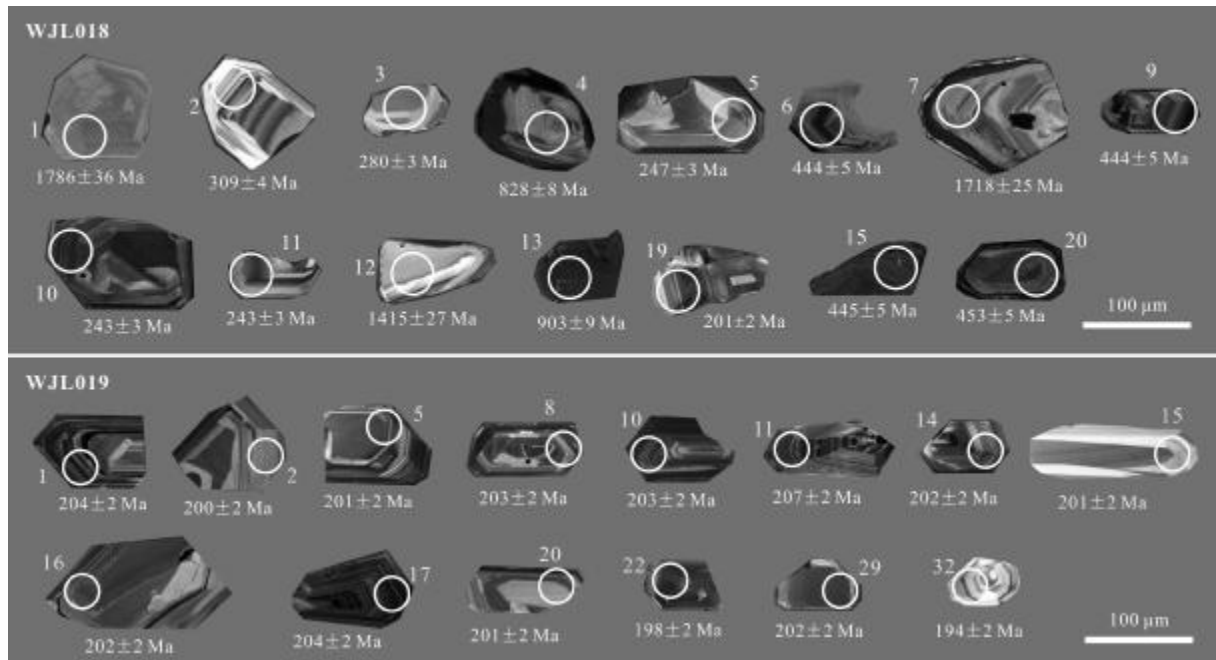 WJL018
1 2 3 4 5 6 7 9
1786±36 Ma 309±4 Ma 280±3 Ma 828±8 Ma 247±3 Ma 444±5 Ma 1718±25 Ma 444±5 Ma
10 11 12 13 19 15 20
243±3 Ma 243±3 Ma 1415±27 Ma 903±9 Ma 201±2 Ma 445±5 Ma 453±5 Ma
100 μm
WJL019
1 2 5 8 10 11 14 15
204±2 Ma 200±2 Ma 201±2 Ma 203±2 Ma 203±2 Ma 207±2 Ma 202±2 Ma 201±2 Ma
16 17 20 22 29 32
202±2 Ma 204±2 Ma 201±2 Ma 198±2 Ma 202±2 Ma 194±2 Ma
100 μm